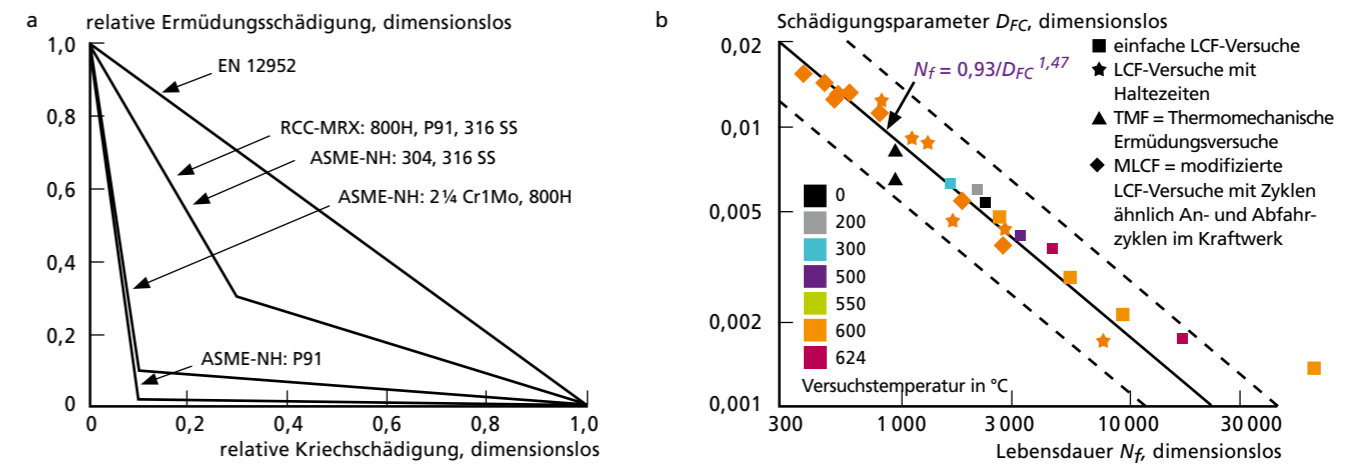 a
relative Ermüdungsschädigung, dimensionslos
1,0
0,8
0,6
0,4
0,2
0
EN 12952
RCC-MRX: 800H, P91, 316 SS
ASME-NH: 304, 316 SS
ASME-NH: 2 ¼ Cr1Mo, 800H
ASME-NH: P91
0
0,2
0,4
0,6
0,8
1,0
relative Kriechschädigung, dimensionslos
b
Schädigungsparameter D_FC, dimensionslos
0,02
0,01
0,005
0,002
0,001
N_f = 0,93/D_FC^1,47
einfache LCF-Versuche
LCF-Versuche mit
Haltezeiten
TMF = Thermomechanische
Ermüdungsversuche
MLCF = modifizierte
LCF-Versuche mit Zyklen
ähnlich An- und Abfahr-
zyklen im Kraftwerk
0
200
300
500
550
600
624
Versuchstemperatur in °C
300
1 000
3 000
10 000
30 000
Lebensdauer N_f, dimensionslos